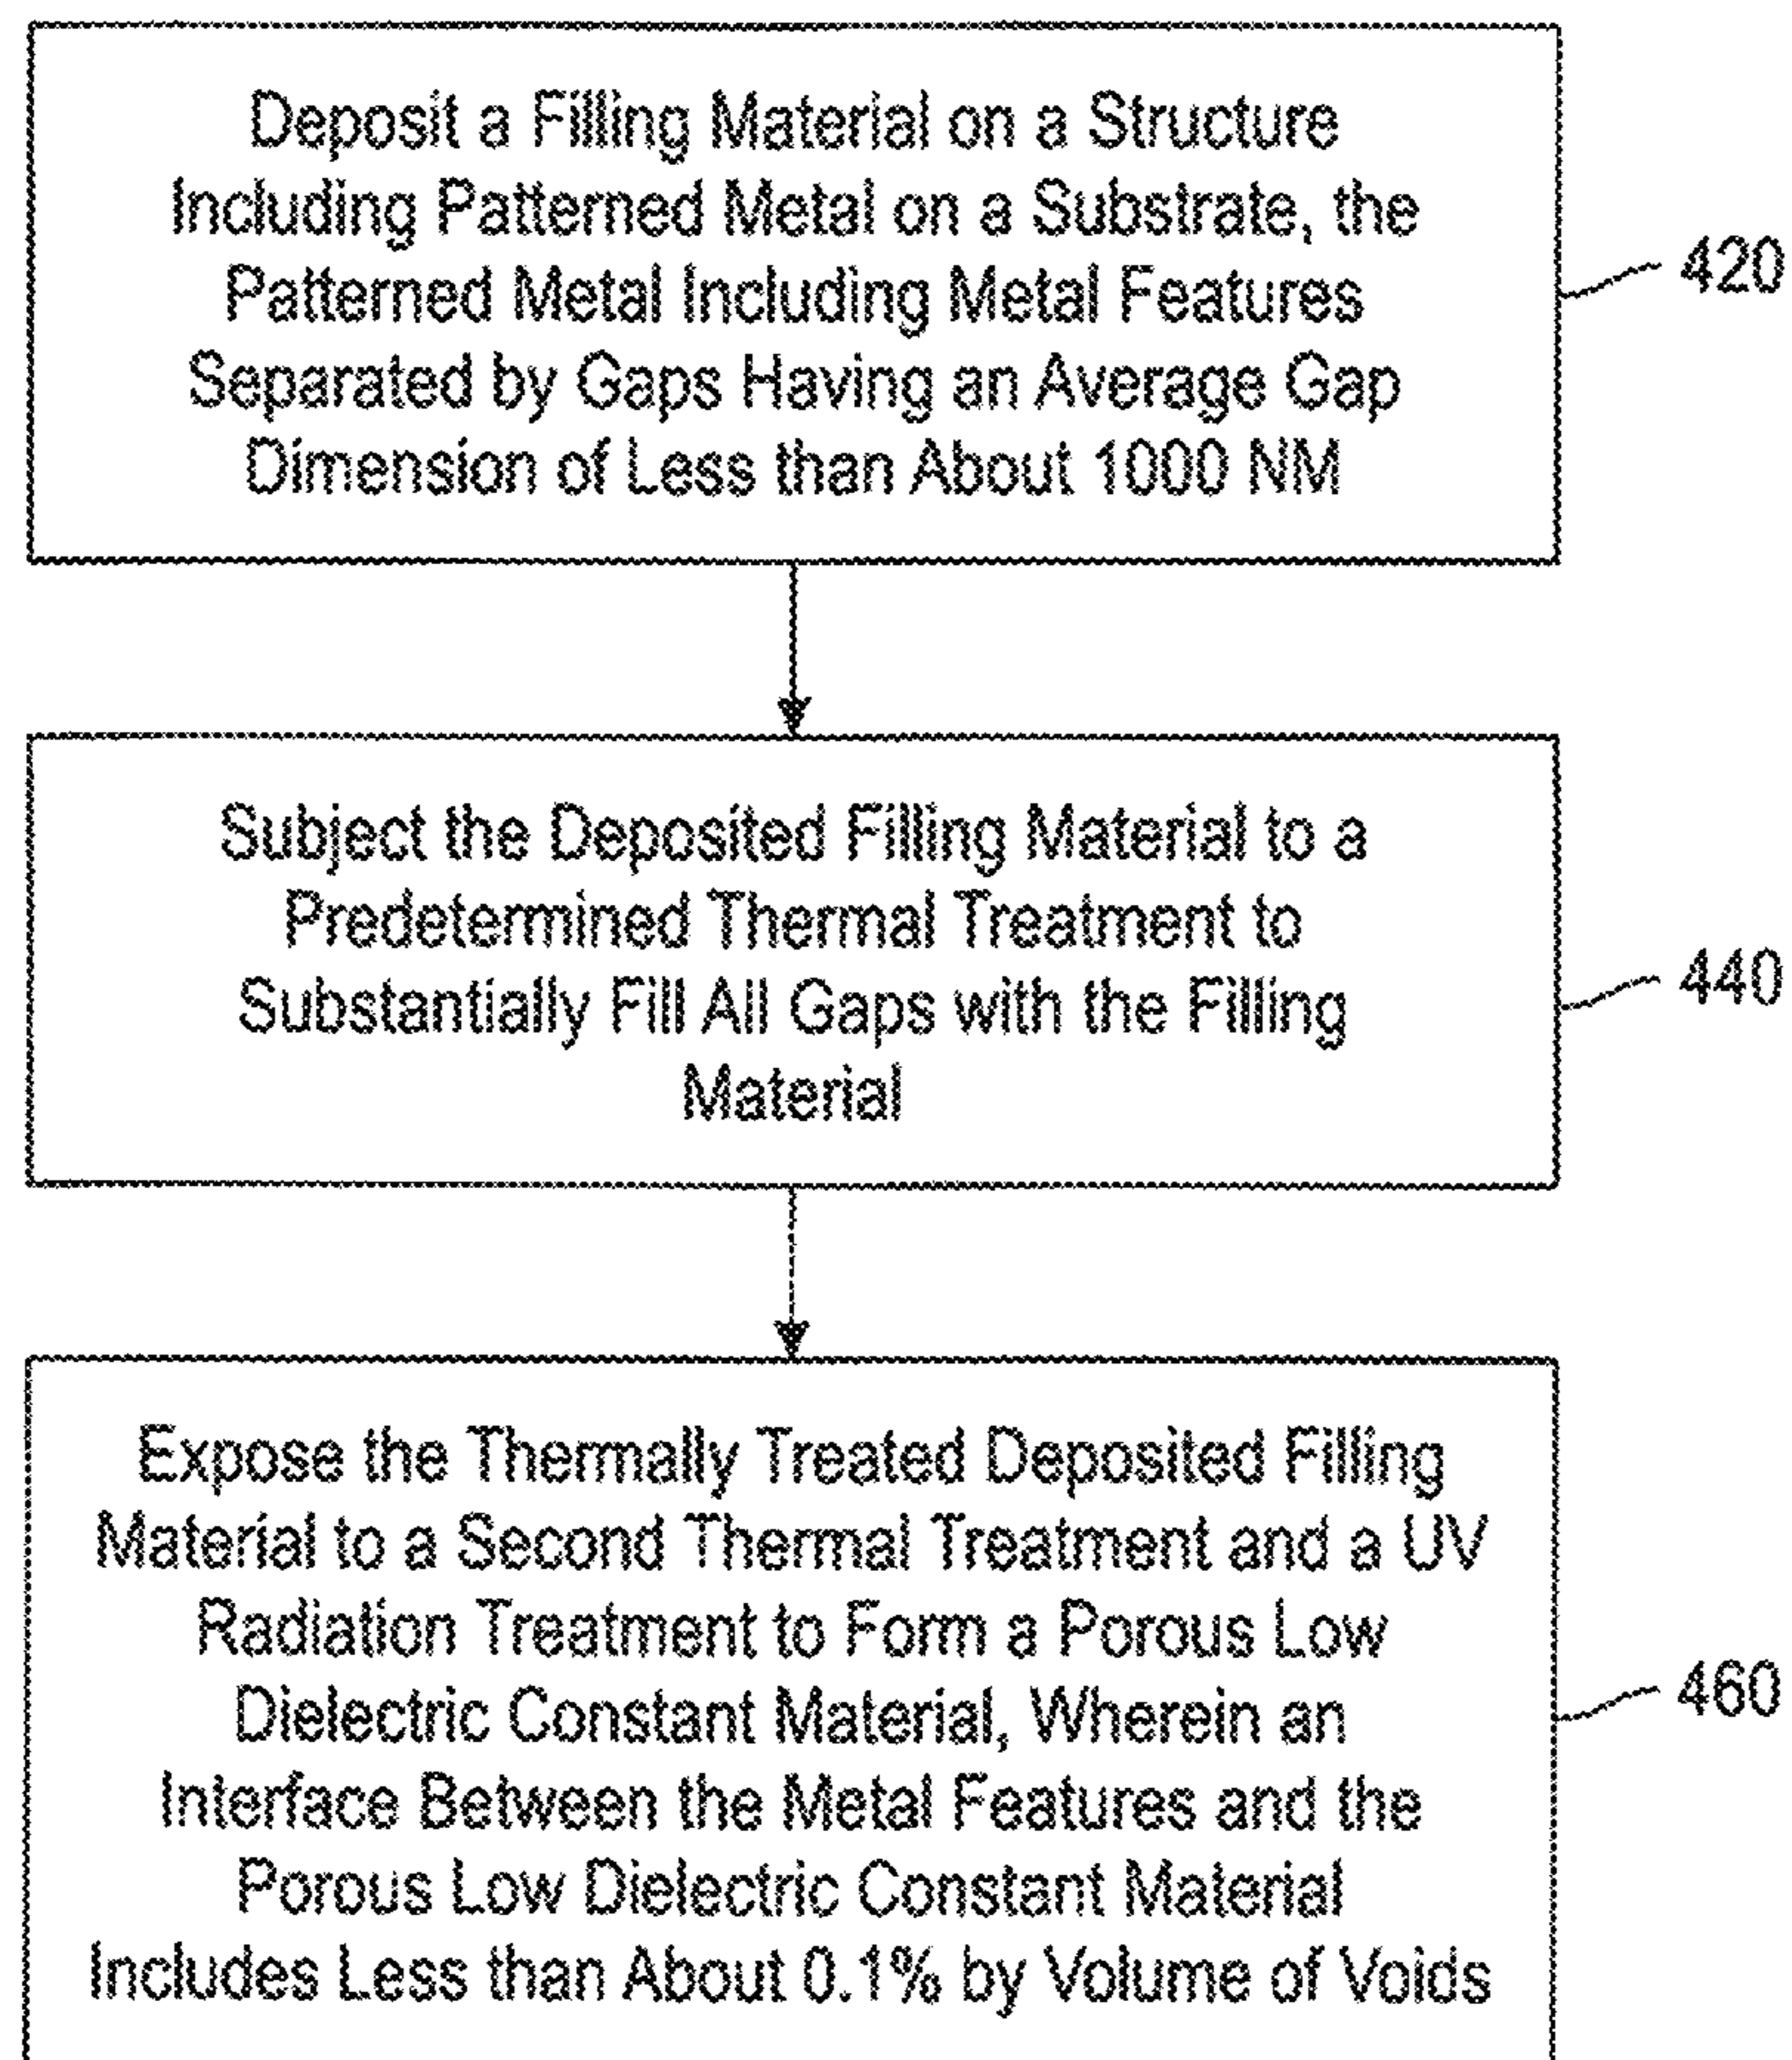 Deposit a Filling Material on a Structure
Including Patterned Metal on a Substrate, the
Patterned Metal Including Metal Features
Separated by Gaps Having an Average Gap
Dimension of Less than About 1000 NM
420
Subject the Deposited Filling Material to a
Predetermined Thermal Treatment to
Substantially Fill All Gaps with the Filling
Material
440
Expose the Thermally Treated Deposited Filling
Material to a Second Thermal Treatment and a UV
Radiation Treatment to Form a Porous Low
Dielectric Constant Material, Wherein an
Interface Between the Metal Features and the
Porous Low Dielectric Constant Material
Includes Less than About 0.1% by Volume of Voids
460